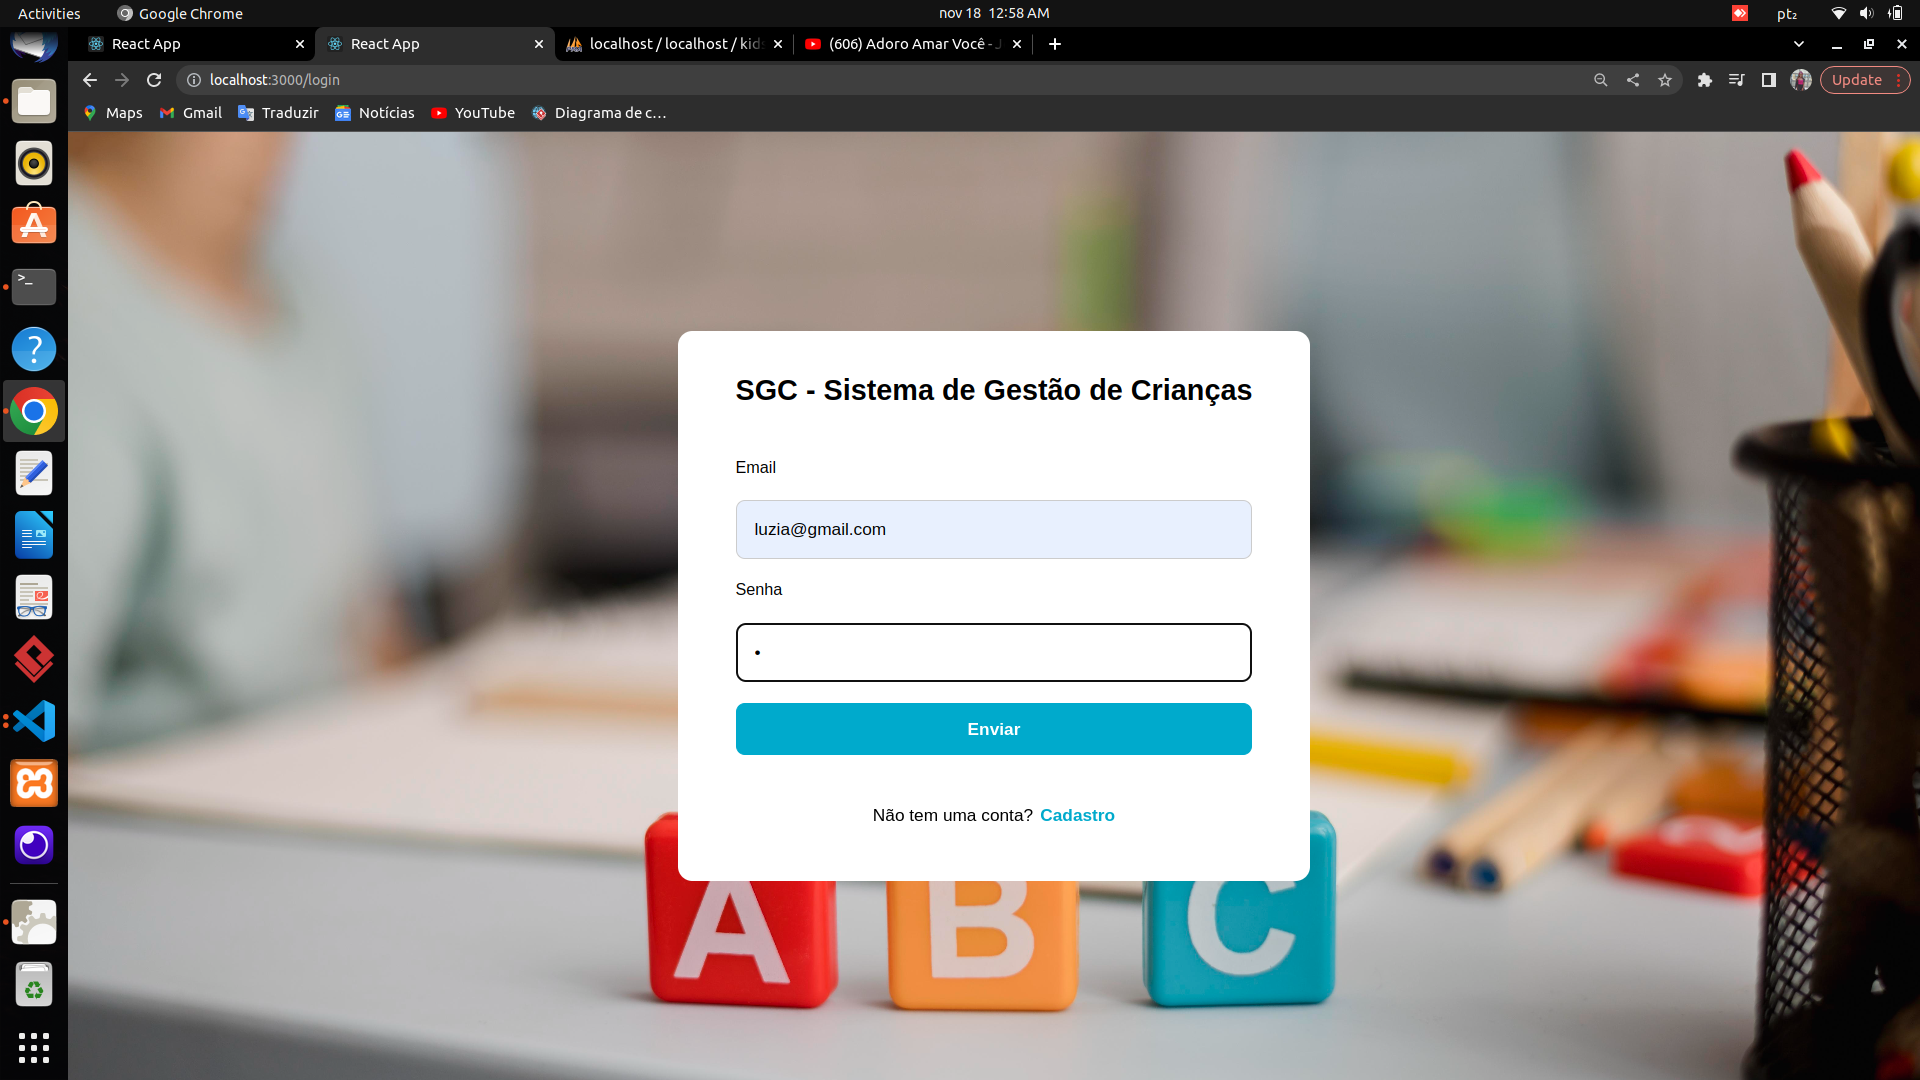 Activities
Google Chrome
nov 18 12:58 AM
pt₂
React App
React App
localhost / localhost / kid
(606) Adoro Amar Você - J
localhost:3000/login
Update
Maps
Gmail
Traduzir
Notícias
YouTube
Diagrama de c...
SGC - Sistema de Gestão de Crianças
Email
luzia@gmail.com
Senha
•
Enviar
Não tem uma conta? Cadastro
A B C